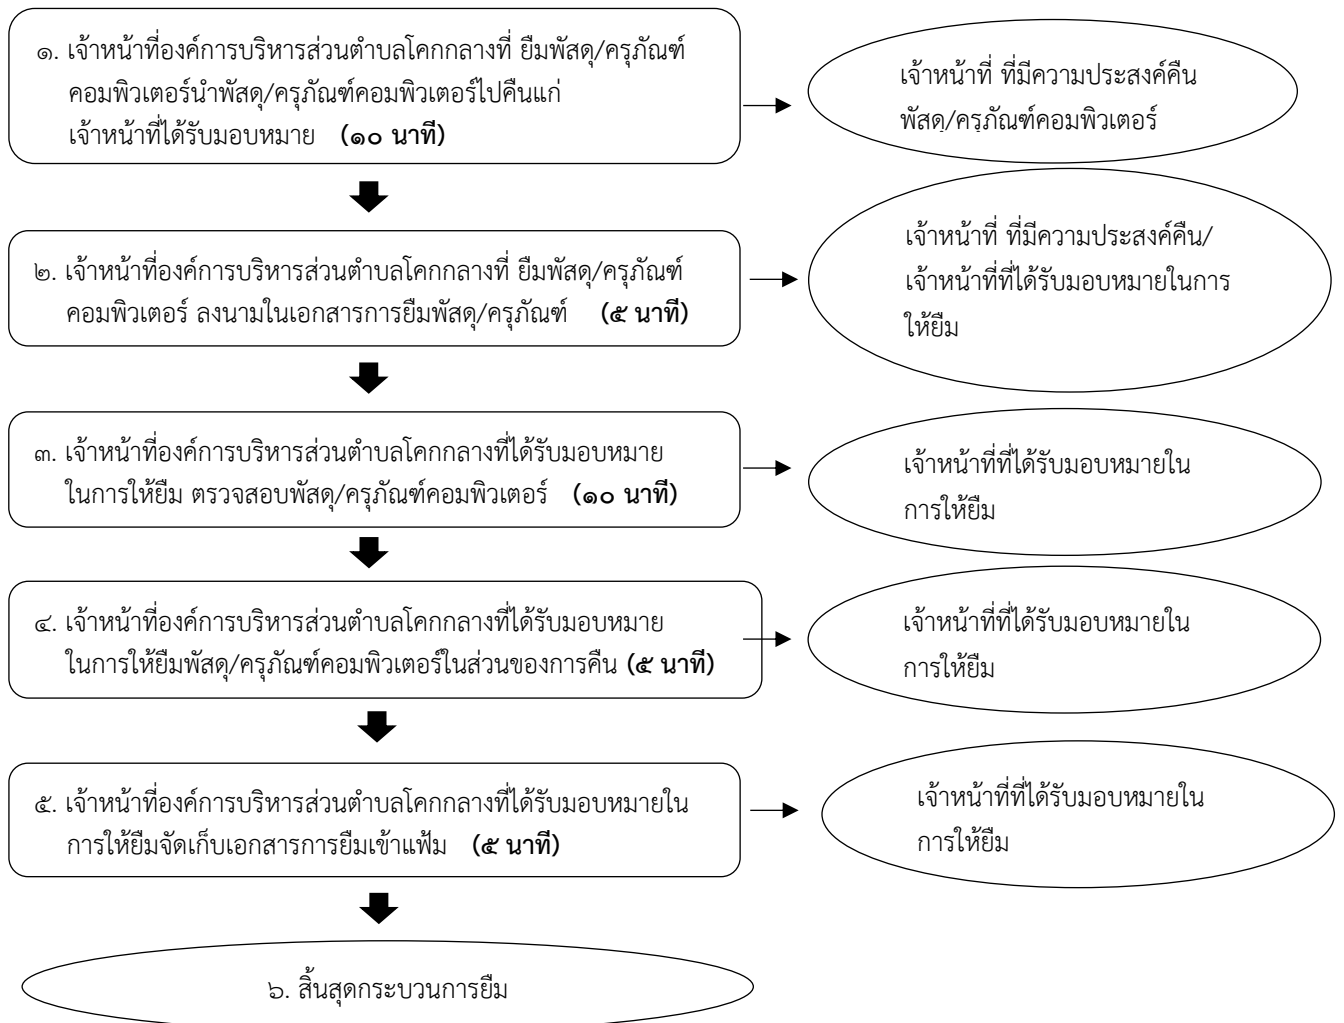 ๑. เจ้าหน้าที่องค์การบริหารส่วนตำบลโคกกลางที่ ยืมพัสดุ/ครุภัณฑ์
คอมพิวเตอร์นำพัสดุ/ครุภัณฑ์คอมพิวเตอร์ไปคืนแก่
เจ้าหน้าที่ได้รับมอบหมาย (๑๐ นาที)
เจ้าหน้าที่ ที่มีความประสงค์คืน
พัสดุ/ครุภัณฑ์คอมพิวเตอร์
๒. เจ้าหน้าที่องค์การบริหารส่วนตำบลโคกกลางที่ ยืมพัสดุ/ครุภัณฑ์
คอมพิวเตอร์ ลงนามในเอกสารการยืมพัสดุ/ครุภัณฑ์ (๕ นาที)
เจ้าหน้าที่ ที่มีความประสงค์คืน/
เจ้าหน้าที่ที่ได้รับมอบหมายในการ
ให้ยืม
๓. เจ้าหน้าที่องค์การบริหารส่วนตำบลโคกกลางที่ได้รับมอบหมาย
ในการให้ยืม ตรวจสอบพัสดุ/ครุภัณฑ์คอมพิวเตอร์ (๑๐ นาที)
เจ้าหน้าที่ที่ได้รับมอบหมายใน
การให้ยืม
๔. เจ้าหน้าที่องค์การบริหารส่วนตำบลโคกกลางที่ได้รับมอบหมาย
ในการให้ยืมพัสดุ/ครุภัณฑ์คอมพิวเตอร์ในส่วนของการคืน (๕ นาที)
เจ้าหน้าที่ที่ได้รับมอบหมายใน
การให้ยืม
๕. เจ้าหน้าที่องค์การบริหารส่วนตำบลโคกกลางที่ได้รับมอบหมายใน
การให้ยืมจัดเก็บเอกสารการยืมเข้าแฟ้ม (๕ นาที)
เจ้าหน้าที่ที่ได้รับมอบหมายใน
การให้ยืม
๖. สิ้นสุดกระบวนการยืม